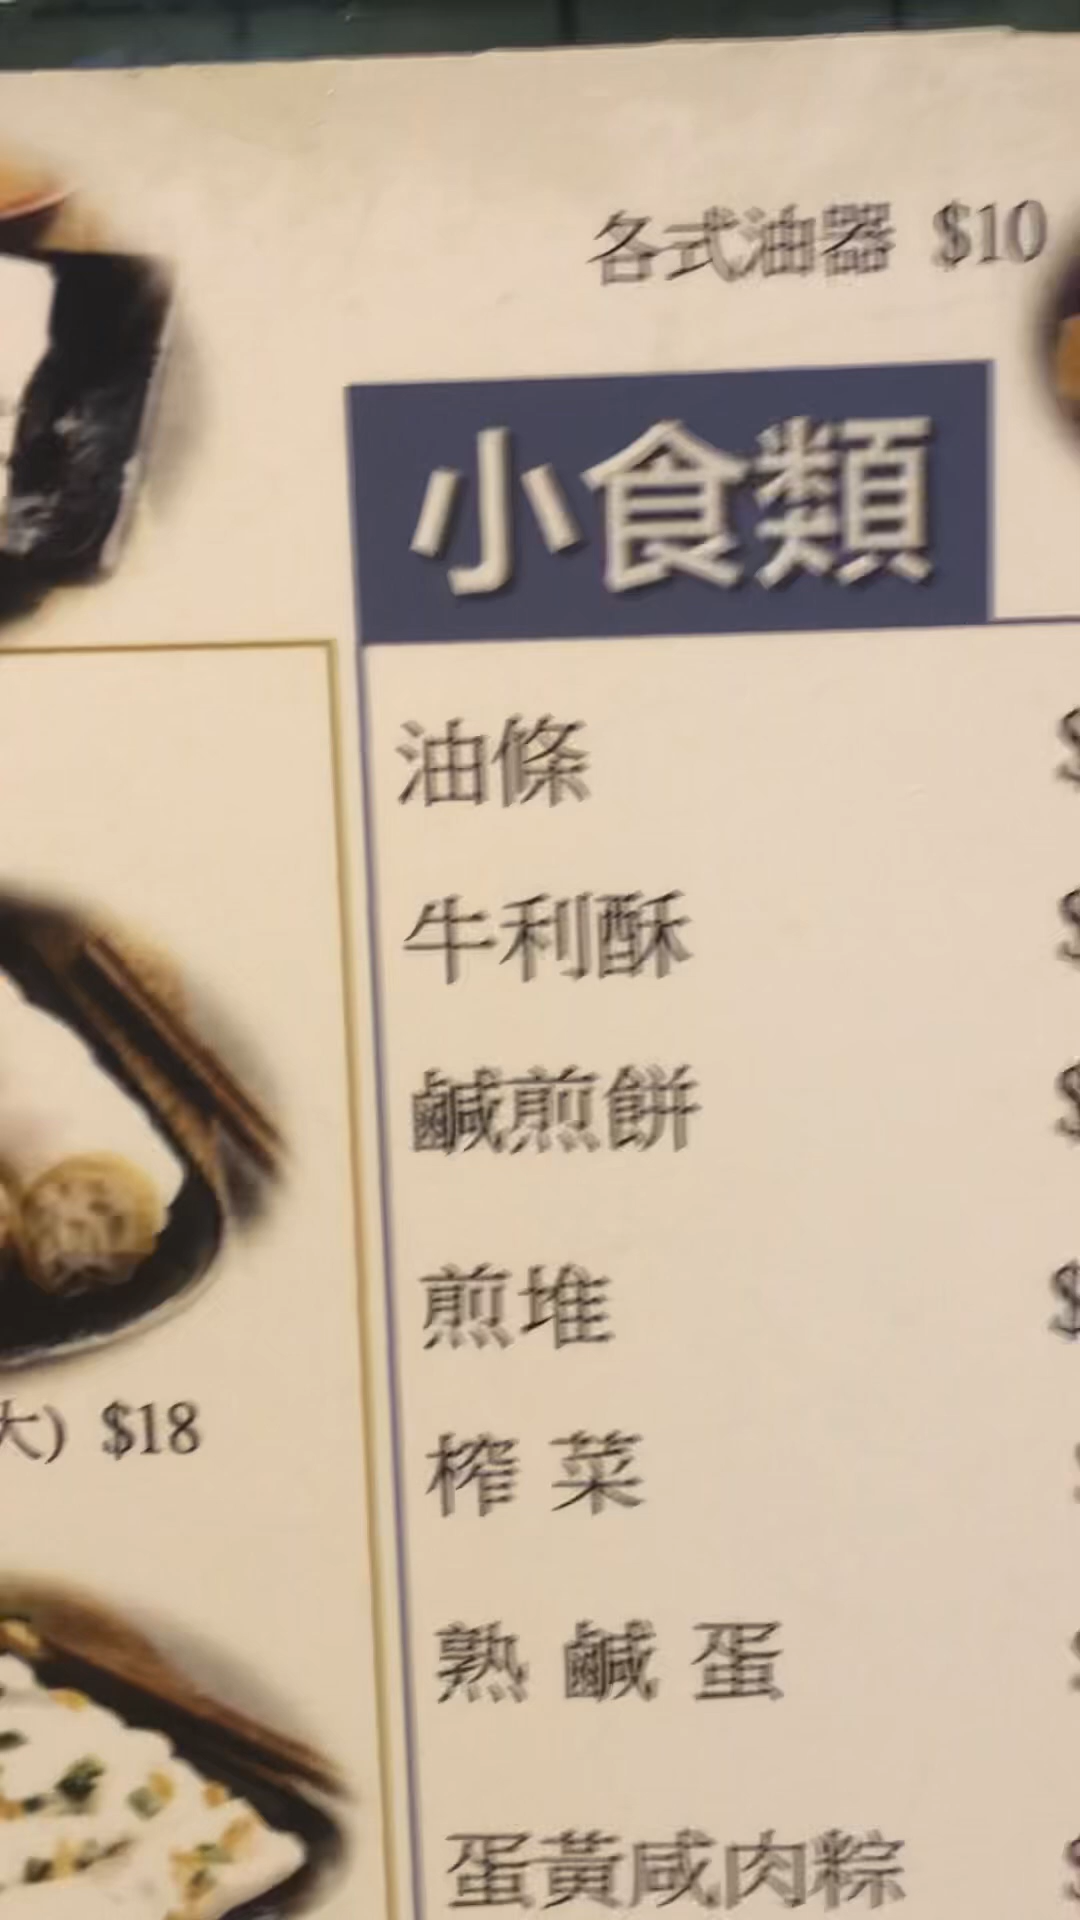 各式油器 $10
小食類
油條 $
牛利酥 $
鹹煎餅 $
煎堆 $
大) $18
榨 菜
熟 鹹 蛋
蛋黃咸肉粽